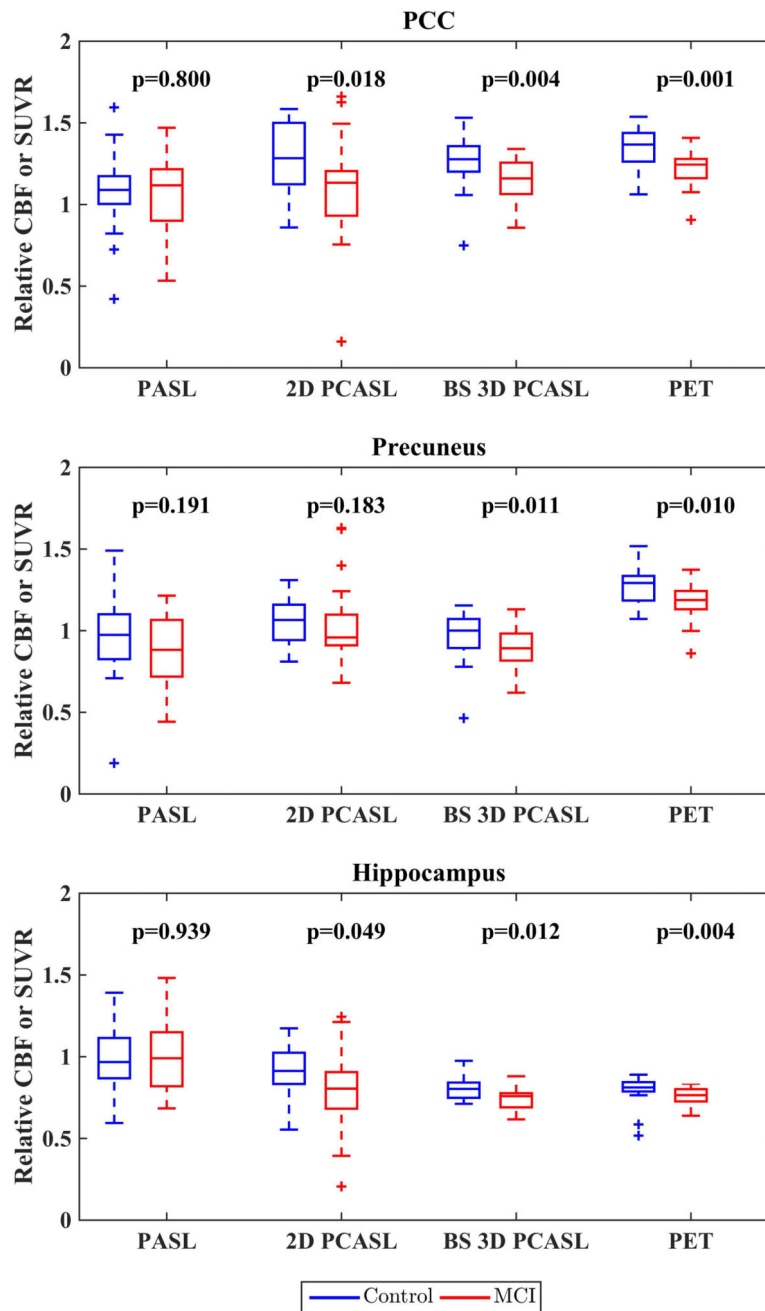 PCC
2
p=0.800 p=0.018 p=0.004 p=0.001
1.5
1
0.5
0
Relative CBF or SUVR
PASL 2D PCASL BS 3D PCASL PET
Precuneus
2
p=0.191 p=0.183 p=0.011 p=0.010
1.5
1
0.5
0
Relative CBF or SUVR
PASL 2D PCASL BS 3D PCASL PET
Hippocampus
2
p=0.939 p=0.049 p=0.012 p=0.004
1.5
1
0.5
0
Relative CBF or SUVR
PASL 2D PCASL BS 3D PCASL PET
Control MCI